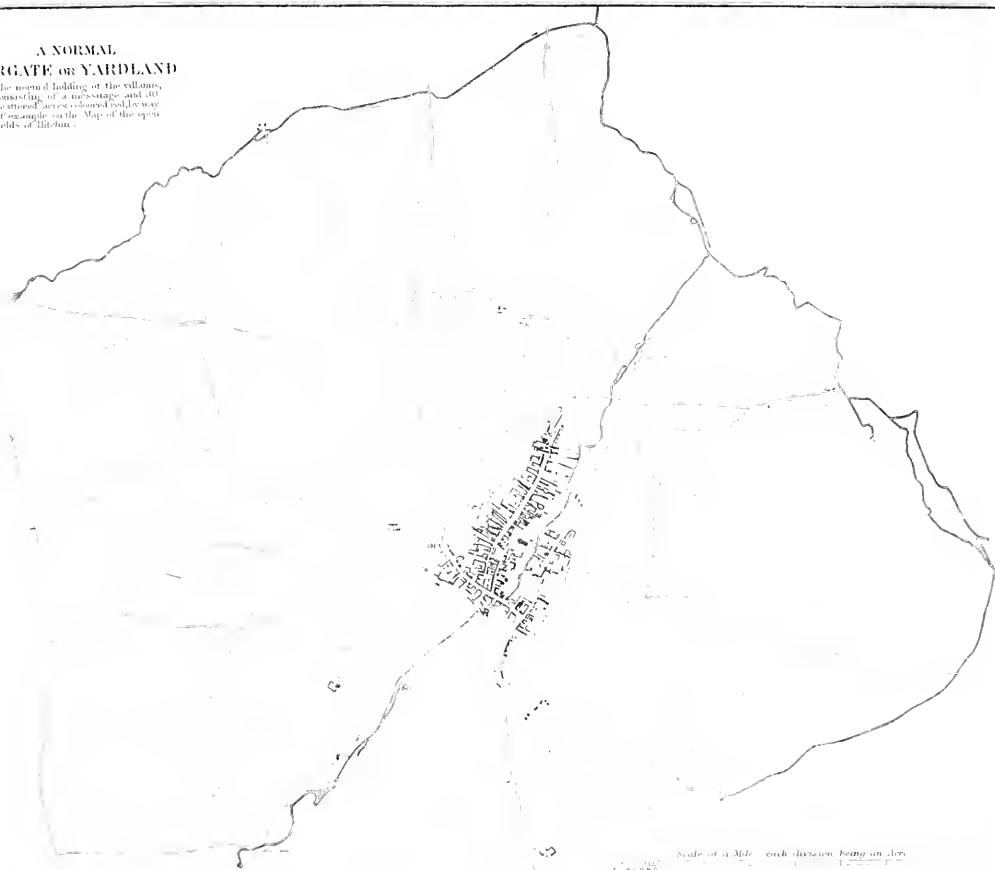 A NORMAL
RGATE OR YARDLAND
the normal holding of the villanus,
consisting of a messuage and 30
scattered acres coloured red, by way
of example on the Map of the open
fields of Hitchin.
Scale of a Mile each division being an Acre